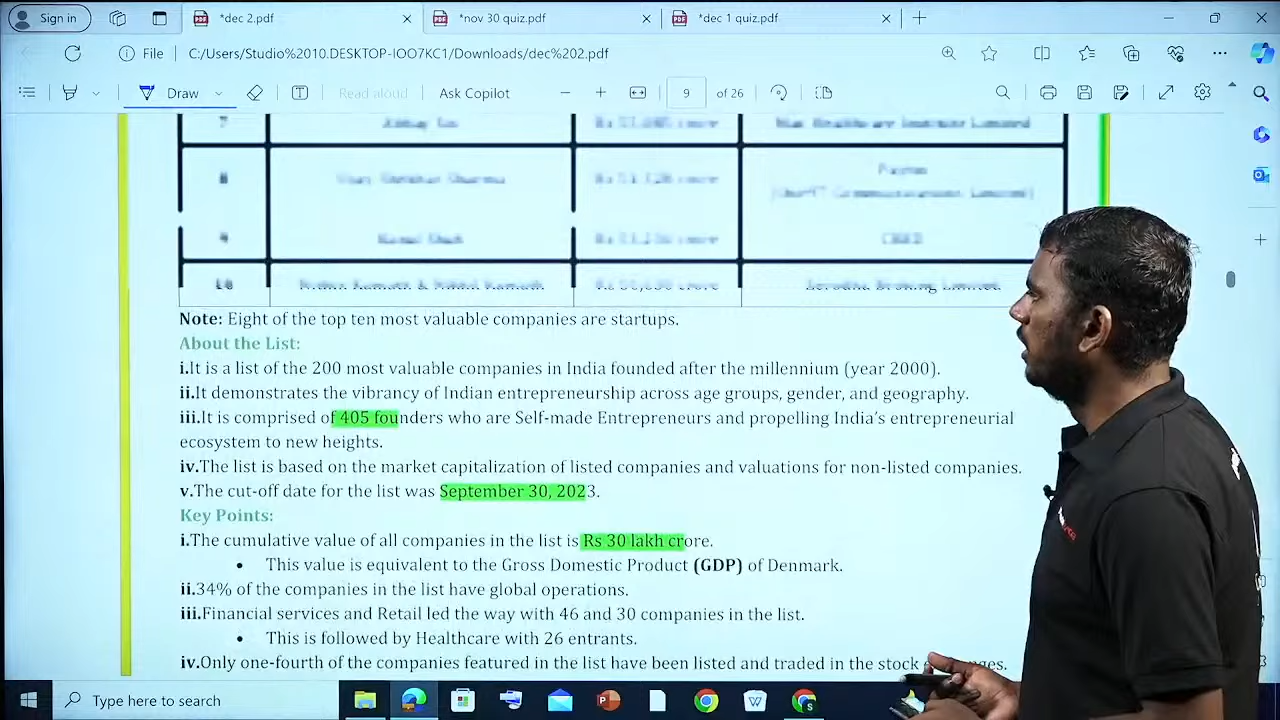 Sign in
*dec 2.pdf
*nov 30 quiz.pdf
*dec 1 quiz.pdf
File
C:/Users/Studio%2010.DESKTOP-IOO7KC1/Downloads/dec%202.pdf
Draw
Read aloud
Ask Copilot
9 of 26
7
8
9
10
Note: Eight of the top ten most valuable companies are startups.
About the List:
i.It is a list of the 200 most valuable companies in India founded after the millennium (year 2000).
ii.It demonstrates the vibrancy of Indian entrepreneurship across age groups, gender, and geography.
iii.It is comprised of 405 founders who are Self-made Entrepreneurs and propelling India's entrepreneurial
ecosystem to new heights.
iv.The list is based on the market capitalization of listed companies and valuations for non-listed companies.
v.The cut-off date for the list was September 30, 2023.
Key Points:
i.The cumulative value of all companies in the list is Rs 30 lakh crore.
• This value is equivalent to the Gross Domestic Product (GDP) of Denmark.
ii.34% of the companies in the list have global operations.
iii.Financial services and Retail led the way with 46 and 30 companies in the list.
• This is followed by Healthcare with 26 entrants.
iv.Only one-fourth of the companies featured in the list have been listed and traded in the stock
Type here to search